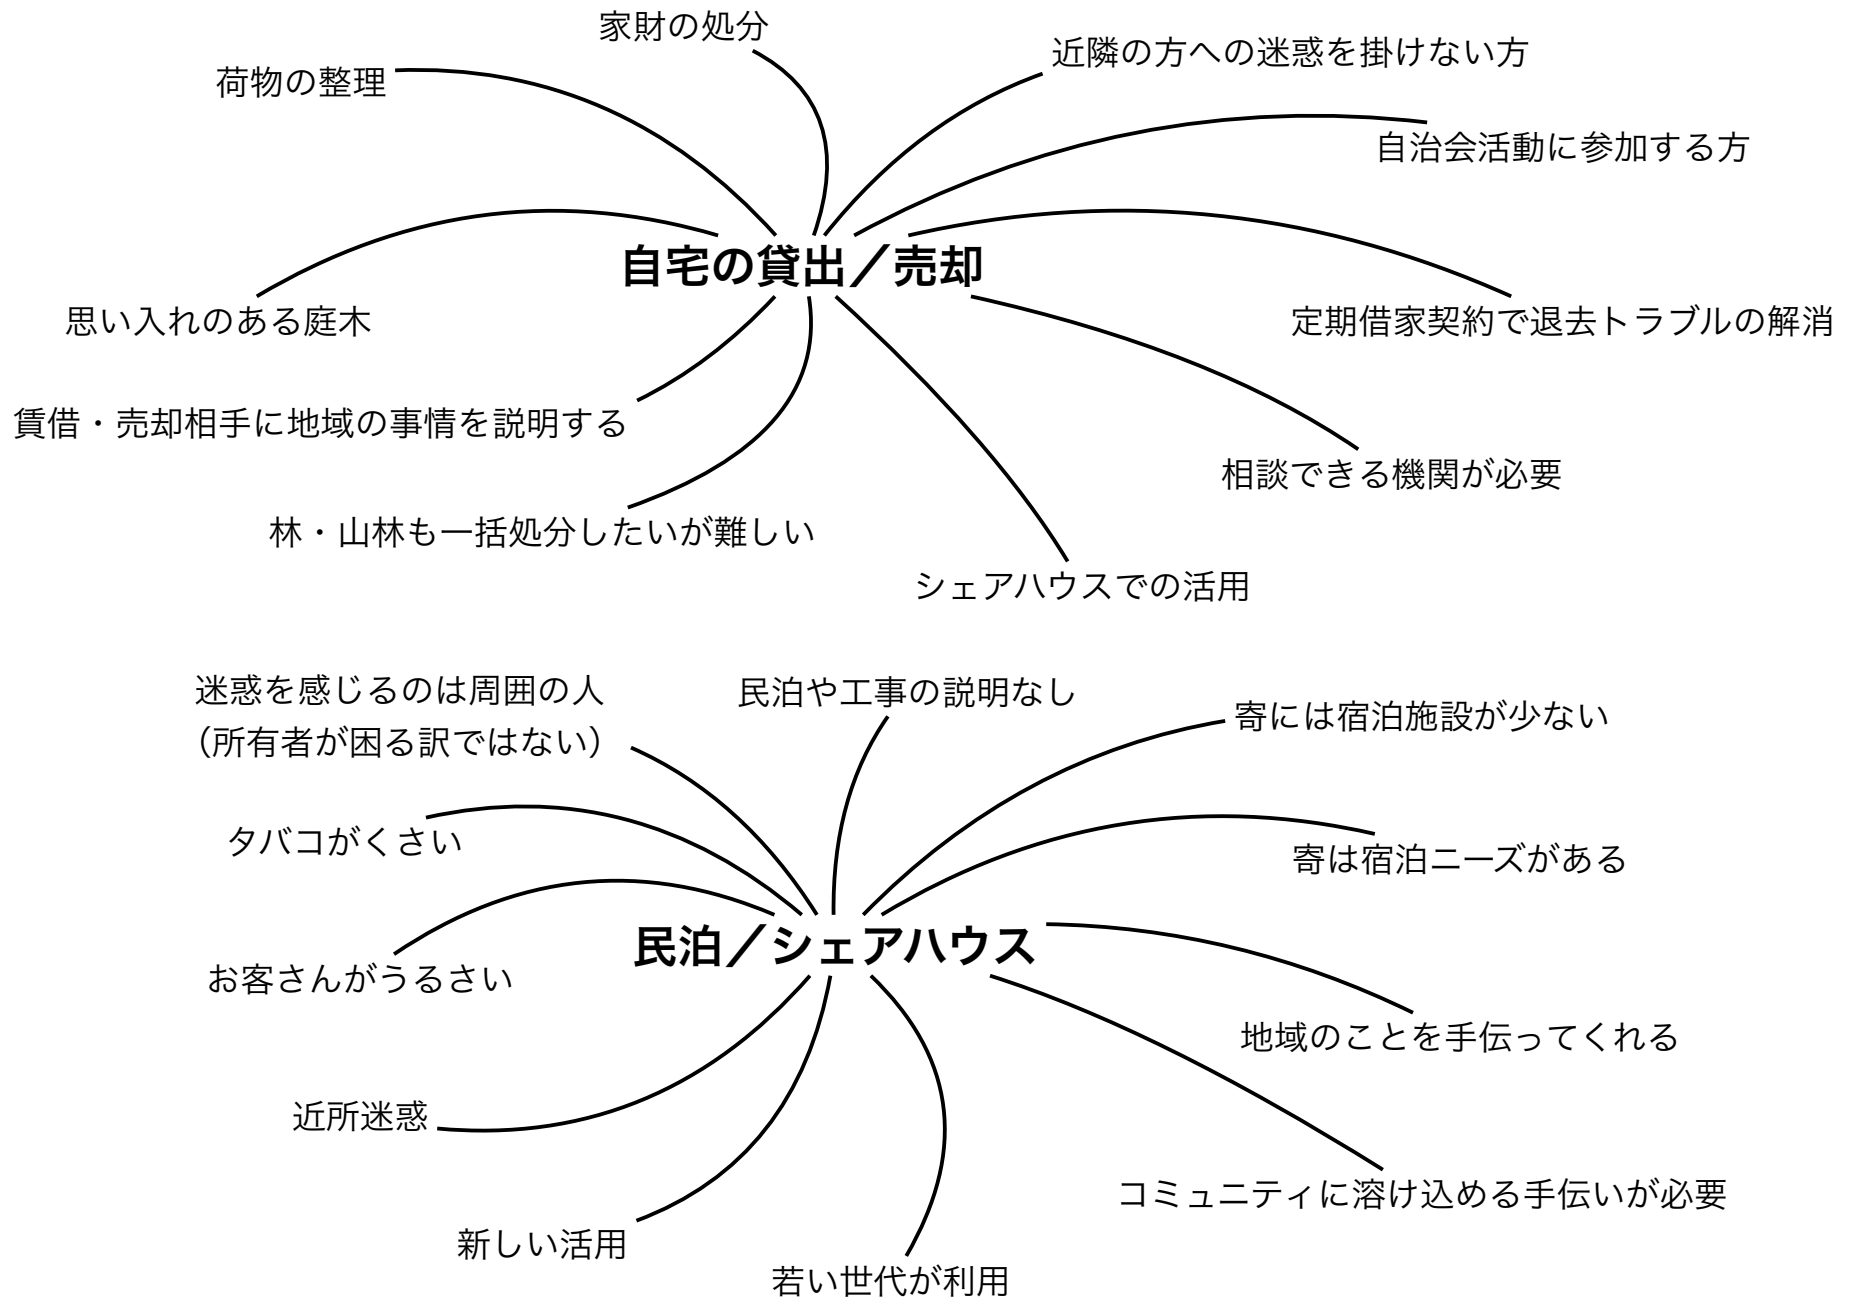 家財の処分
荷物の整理
近隣の方への迷惑を掛けない方
自治会活動に参加する方
自宅の貸出／売却
思い入れのある庭木
定期借家契約で退去トラブルの解消
賃借・売却相手に地域の事情を説明する
相談できる機関が必要
林・山林も一括処分したいが難しい
シェアハウスでの活用
迷惑を感じるのは周囲の人
（所有者が困る訳ではない）
民泊や工事の説明なし
寄には宿泊施設が少ない
タバコがくさい
寄は宿泊ニーズがある
民泊／シェアハウス
お客さんがうるさい
地域のことを手伝ってくれる
近所迷惑
コミュニティに溶け込める手伝いが必要
新しい活用
若い世代が利用